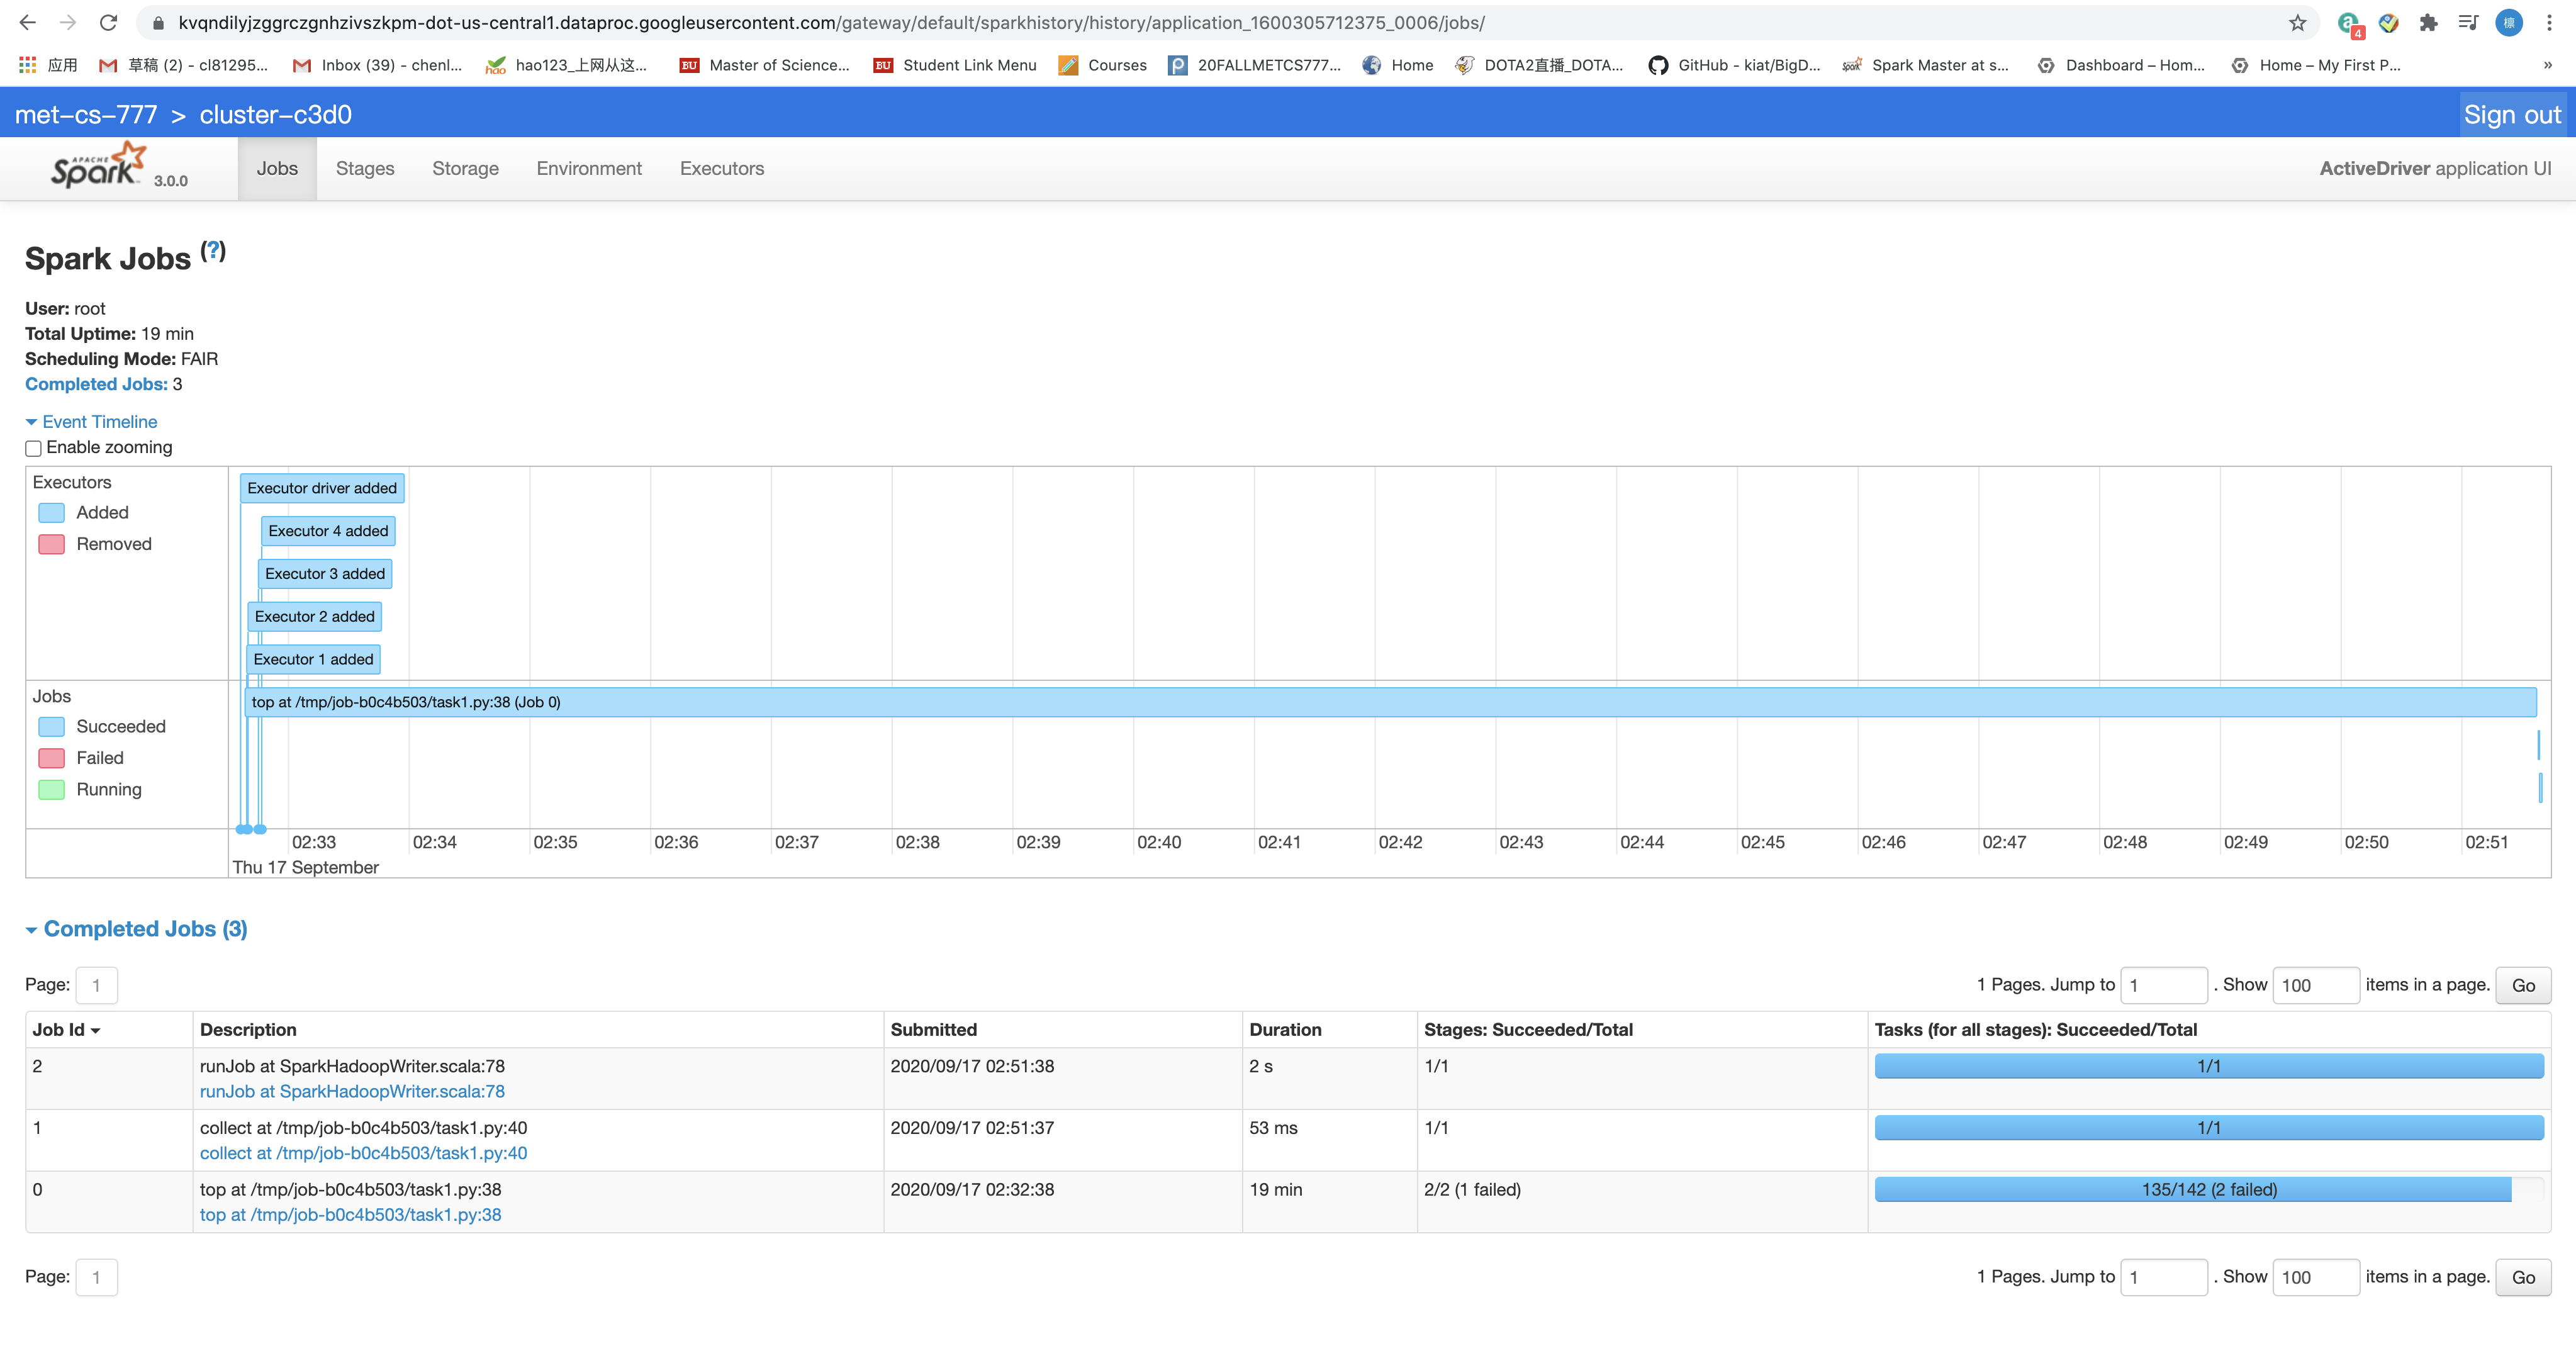 kvqndilyjzggrczgnhzivszkpm-dot-us-central1.dataproc.googleusercontent.com/gateway/default/sparkhistory/history/application_1600305712375_0006/jobs/
4
檩
应用 草稿 (2) - cl81295... Inbox (39) - chenl... hao123_上网从这... BU Master of Science... BU Student Link Menu Courses 20FALLMETCS777... Home DOTA2直播_DOTA... GitHub - kiat/BigD... Spark Master at s... Dashboard – Hom... Home – My First P... »
met-cs-777 > cluster-c3d0 Sign out
APACHE Spark 3.0.0 Jobs Stages Storage Environment Executors ActiveDriver application UI
Spark Jobs (?)
User: root
Total Uptime: 19 min
Scheduling Mode: FAIR
Completed Jobs: 3
Event Timeline
Enable zooming
Executors
Added
Removed
Executor driver added
Executor 4 added
Executor 3 added
Executor 2 added
Executor 1 added
Jobs
Succeeded
Failed
Running
top at /tmp/job-b0c4b503/task1.py:38 (Job 0)
02:33 02:34 02:35 02:36 02:37 02:38 02:39 02:40 02:41 02:42 02:43 02:44 02:45 02:46 02:47 02:48 02:49 02:50 02:51
Thu 17 September
Completed Jobs (3)
Page: 1 1 Pages. Jump to 1 . Show 100 items in a page. Go
Job Id Description Submitted Duration Stages: Succeeded/Total Tasks (for all stages): Succeeded/Total
2 runJob at SparkHadoopWriter.scala:78 2020/09/17 02:51:38 2 s 1/1 1/1
runJob at SparkHadoopWriter.scala:78
1 collect at /tmp/job-b0c4b503/task1.py:40 2020/09/17 02:51:37 53 ms 1/1 1/1
collect at /tmp/job-b0c4b503/task1.py:40
0 top at /tmp/job-b0c4b503/task1.py:38 2020/09/17 02:32:38 19 min 2/2 (1 failed) 135/142 (2 failed)
top at /tmp/job-b0c4b503/task1.py:38
Page: 1 1 Pages. Jump to 1 . Show 100 items in a page. Go